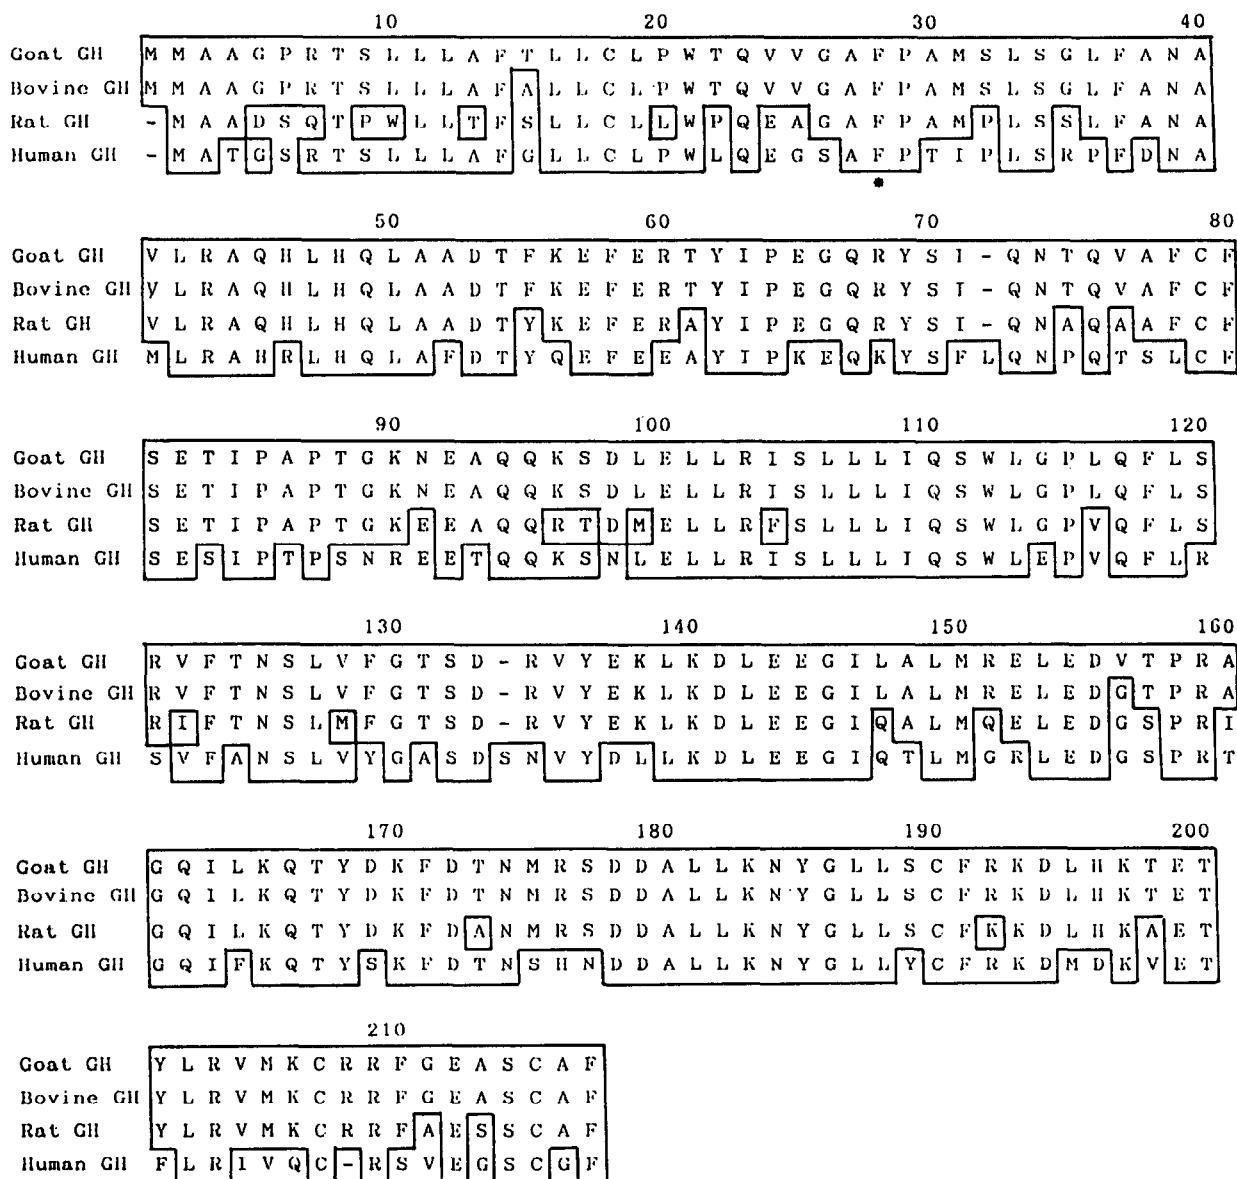 10 20 30 40
Goat GH M M A A G P R T S L L L A F T L L C L P W T Q V V G A F P A M S L S G L F A N A
Bovine GH M M A A G P R T S L L L A F A L L C L P W T Q V V G A F P A M S L S G L F A N A
Rat GH - M A A D S Q T P W L L T F S L L C L L W P Q E A G A F P A M P L S S L F A N A
Human GH - M A T G S R T S L L L A F G L L C L P W L Q E G S A F P T I P L S R P F D N A
*
50 60 70 80
Goat GH V L R A Q H L H Q L A A D T F K E F E R T Y I P E G Q R Y S I - Q N T Q V A F C F
Bovine GH V L R A Q H L H Q L A A D T F K E F E R T Y I P E G Q R Y S I - Q N T Q V A F C F
Rat GH V L R A Q H L H Q L A A D T Y K E F E R A Y I P E G Q R Y S I - Q N A Q A A F C F
Human GH M L R A H R L H Q L A F D T Y Q E F E E A Y I P K E Q K Y S F L Q N P Q T S L C F
90 100 110 120
Goat GH S E T I P A P T G K N E A Q Q K S D L E L L R I S L L L I Q S W L G P L Q F L S
Bovine GH S E T I P A P T G K N E A Q Q K S D L E L L R I S L L L I Q S W L G P L Q F L S
Rat GH S E T I P A P T G K E E A Q Q R T D M E L L R F S L L L I Q S W L G P V Q F L S
Human GH S E S I P T P S N R E E T Q Q K S N L E L L R I S L L L I Q S W L E P V Q F L R
130 140 150 160
Goat GH R V F T N S L V F G T S D - R V Y E K L K D L E E G I L A L M R E L E D V T P R A
Bovine GH R V F T N S L V F G T S D - R V Y E K L K D L E E G I L A L M R E L E D G T P R A
Rat GH R I F T N S L M F G T S D - R V Y E K L K D L E E G I Q A L M Q E L E D G S P R I
Human GH S V F A N S L V Y G A S D S N V Y D L L K D L E E G I Q T L M G R L E D G S P R T
170 180 190 200
Goat GH G Q I L K Q T Y D K F D T N M R S D D A L L K N Y G L L S C F R K D L H K T E T
Bovine GH G Q I L K Q T Y D K F D T N M R S D D A L L K N Y G L L S C F R K D L H K T E T
Rat GH G Q I L K Q T Y D K F D A N M R S D D A L L K N Y G L L S C F K K D L H K A E T
Human GH G Q I F K Q T Y S K F D T N S H N D D A L L K N Y G L L Y C F R K D M D K V E T
210
Goat GH Y L R V M K C R R F G E A S C A F
Bovine GH Y L R V M K C R R F G E A S C A F
Rat GH Y L R V M K C R R F A E S S C A F
Human GH F L R I V Q C - R S V E G S C G F